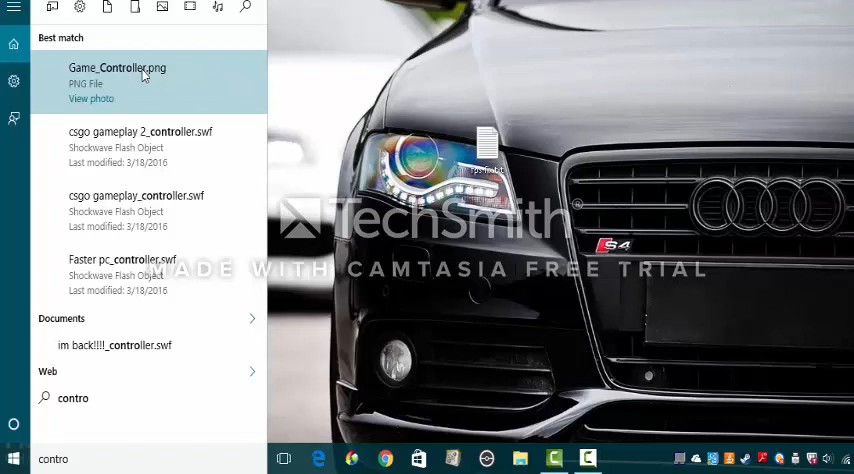 Best match
Game_Controller.png
PNG File
View photo
csgo gameplay 2_controller.swf
Shockwave Flash Object
Last modified: 3/18/2016
csgo gameplay_controller.swf
Shockwave Flash Object
Last modified: 3/18/2016
Faster pc_controller.swf
Shockwave Flash Object
Last modified: 3/18/2016
Documents
im back!!!!_controller.swf
Web
contro
contro
TechSmith
MADE WITH CAMTASIA FREE TRIAL
S4